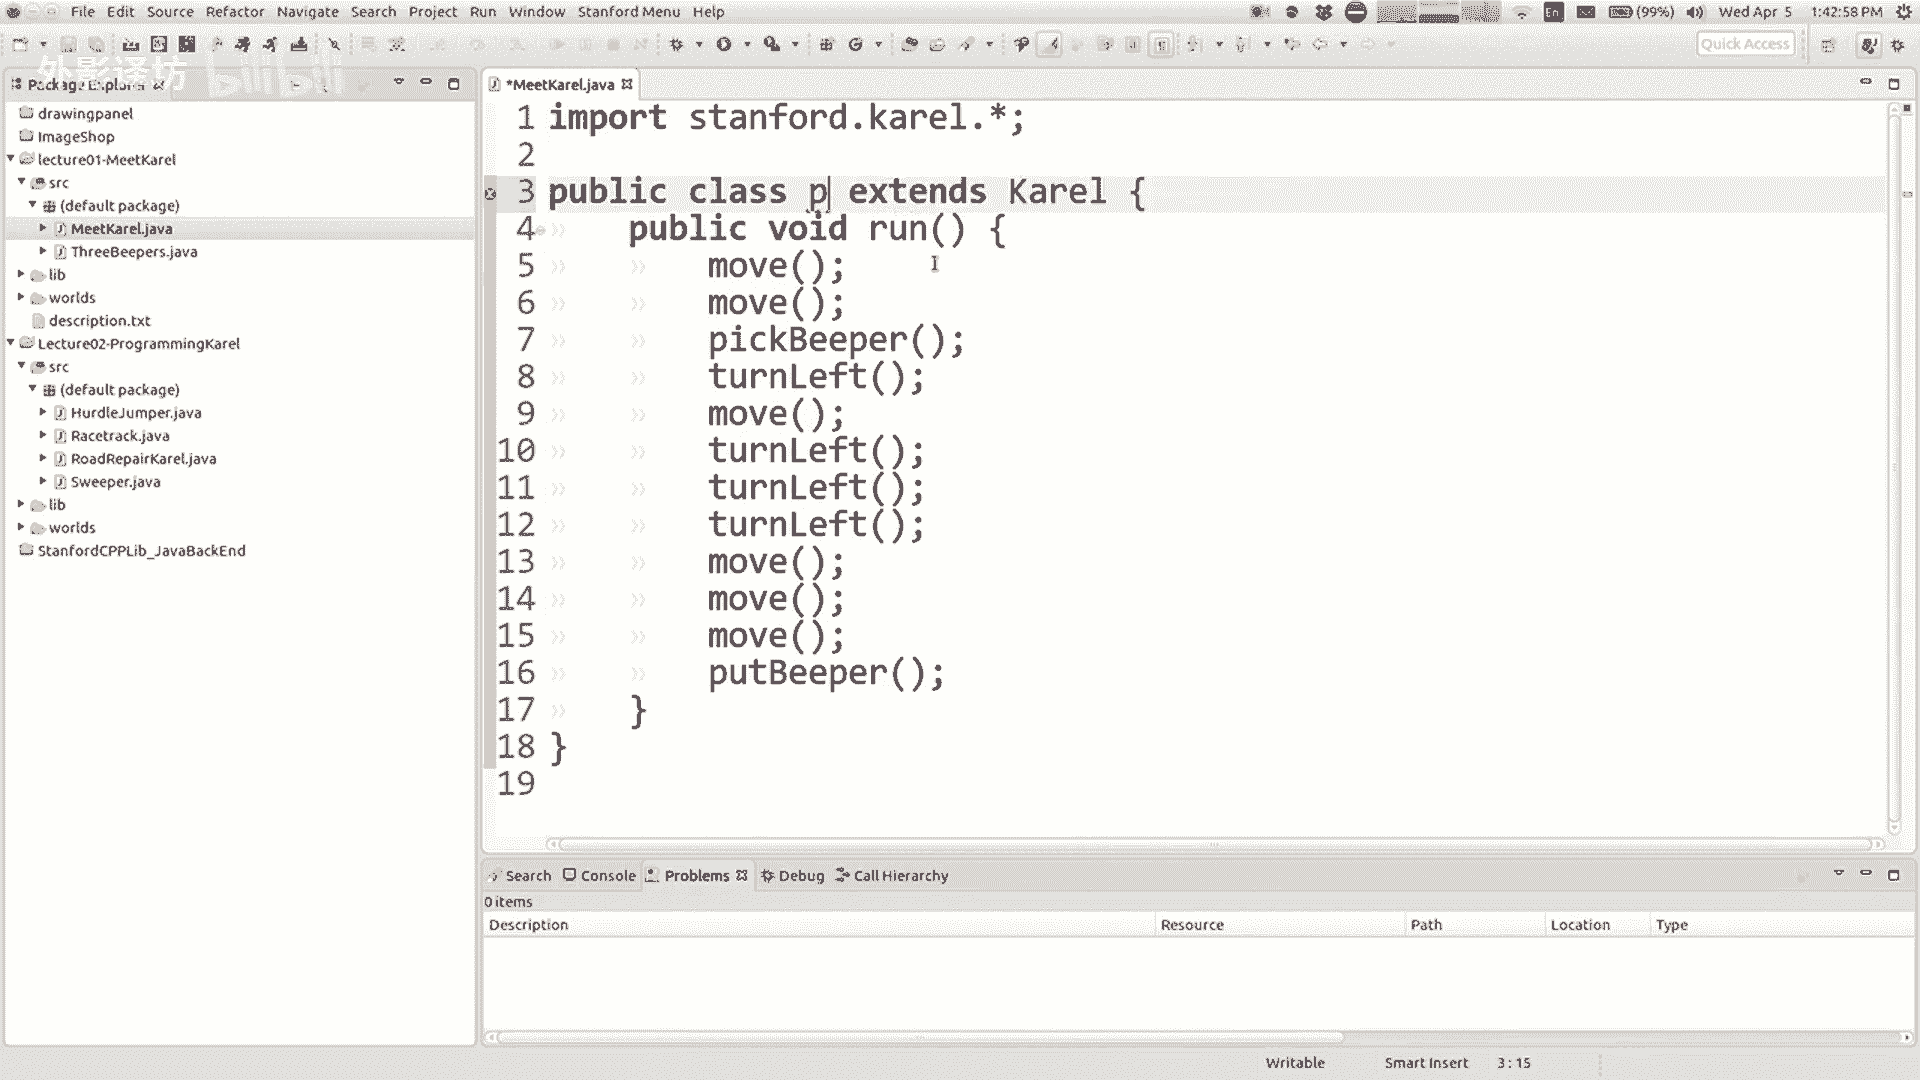 File Edit Source Refactor Navigate Search Project Run Window Stanford Menu Help
En (99%) Wed Apr 5 1:42:58 PM
Quick Access
外影译坊 bilibili
Package Explorer
*MeetKarel.java
drawingpanel
ImageShop
lecture01-MeetKarel
src
(default package)
MeetKarel.java
ThreeBeepers.java
lib
worlds
description.txt
Lecture02-ProgrammingKarel
src
(default package)
HurdleJumper.java
Racetrack.java
RoadRepairKarel.java
Sweeper.java
lib
worlds
StanfordCPPLib_JavaBackEnd
1 import stanford.karel.*;
2
3 public class p extends Karel {
4 public void run() {
5 move();
6 move();
7 pickBeeper();
8 turnLeft();
9 move();
10 turnLeft();
11 turnLeft();
12 turnLeft();
13 move();
14 move();
15 move();
16 putBeeper();
17 }
18 }
19
Search Console Problems Debug Call Hierarchy
0 items
Description Resource Path Location Type
Writable Smart Insert 3 : 15